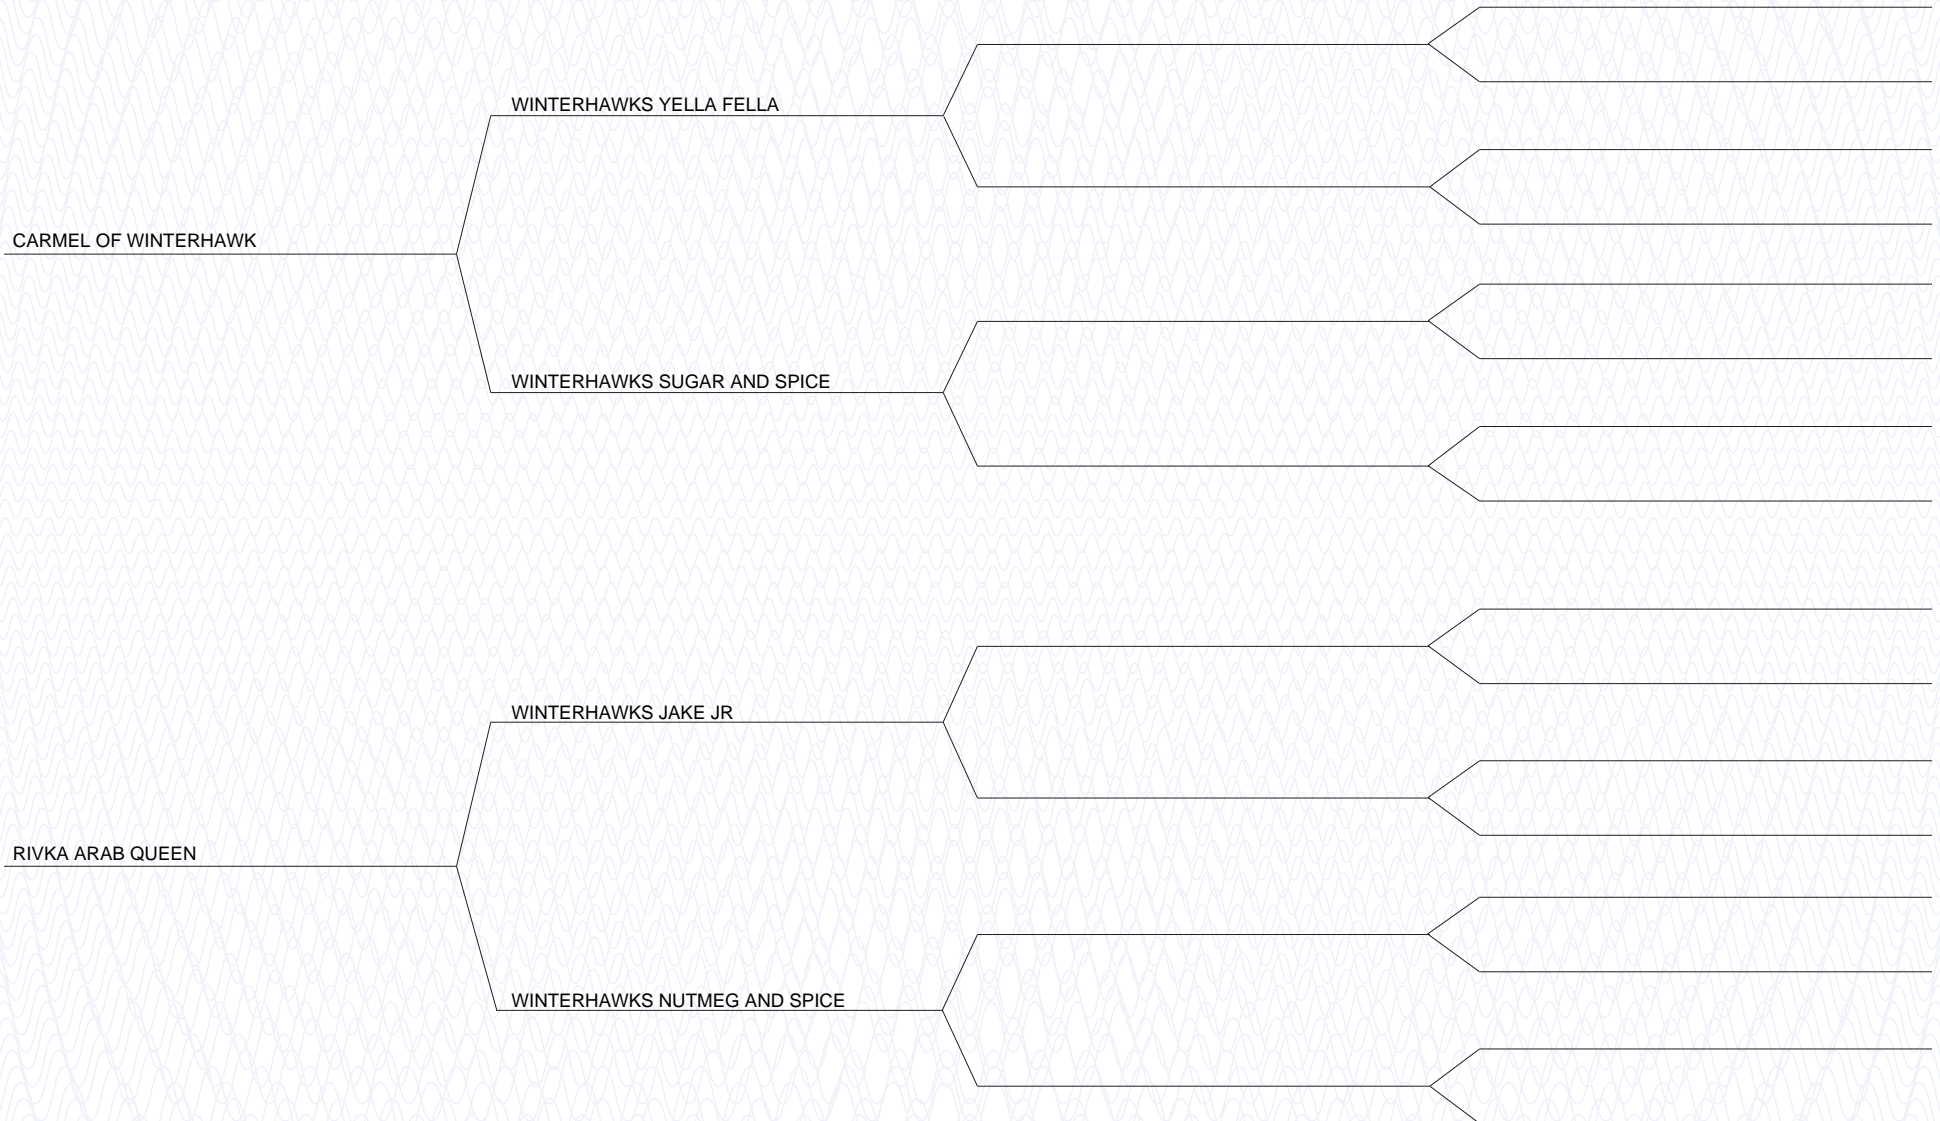 WINTERHAWKS YELLA FELLA
CARMEL OF WINTERHAWK
WINTERHAWKS SUGAR AND SPICE
WINTERHAWKS JAKE JR
RIVKA ARAB QUEEN
WINTERHAWKS NUTMEG AND SPICE